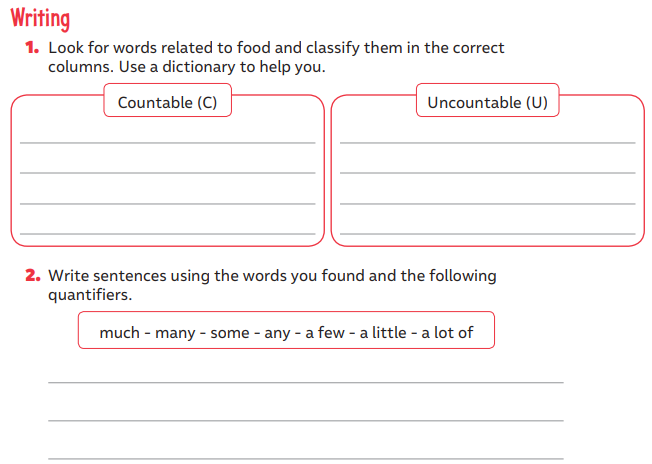 Writing
1. Look for words related to food and classify them in the correct
columns. Use a dictionary to help you.
Countable (C)
Uncountable (U)
2. Write sentences using the words you found and the following
quantifiers.
much - many - some - any - a few - a little - a lot of